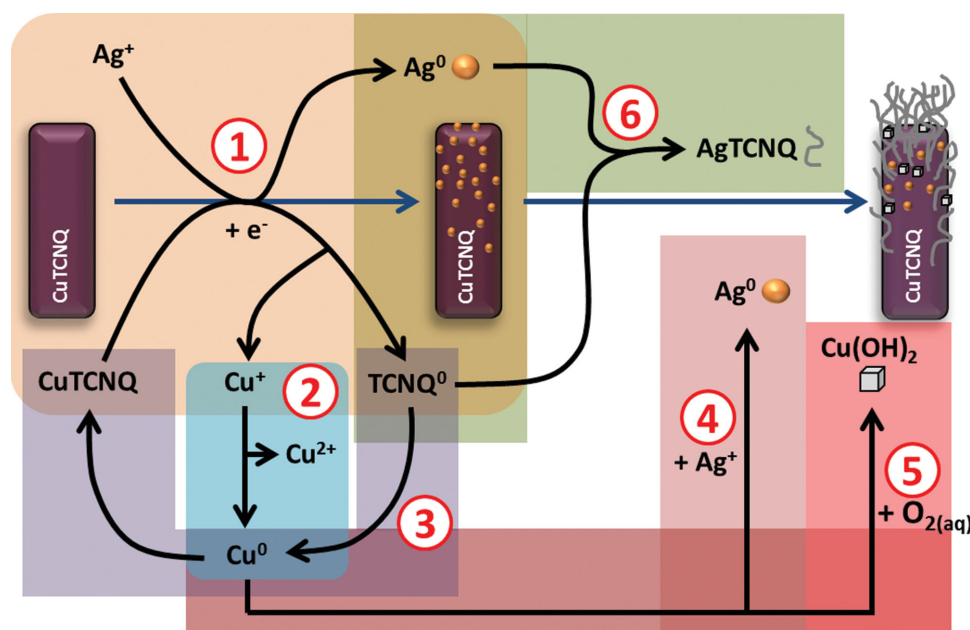 Ag⁺
Ag⁰
1
6
AgTCNQ
CuTCNQ
+ e⁻
CuTCNQ
CuTCNQ
Ag⁰
Cu(OH)₂
CuTCNQ
Cu⁺
2
TCNQ⁰
4
+ Ag⁺
Cu²⁺
5
+ O₂₍aq₎
3
Cu⁰